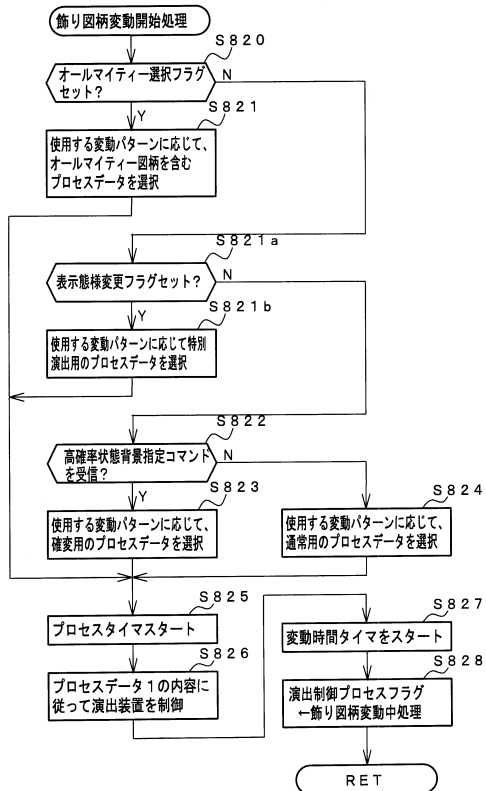 飾り図柄変動開始処理
S820
オールマイティー選択フラグ
セット?
N
Y
S821
使用する変動パターンに応じて、
オールマイティー図柄を含む
プロセスデータを選択
S821a
表示態様変更フラグセット?
N
Y
S821b
使用する変動パターンに応じて特別
演出用のプロセスデータを選択
S822
高確率状態背景指定コマンド
を受信?
N
Y
S823
使用する変動パターンに応じて、
確変用のプロセスデータを選択
S824
使用する変動パターンに応じて、
通常用のプロセスデータを選択
S825
プロセスタイマスタート
S826
プロセスデータ1の内容に
従って演出装置を制御
S827
変動時間タイマをスタート
S828
演出制御プロセスフラグ
←飾り図柄変動中処理
RET